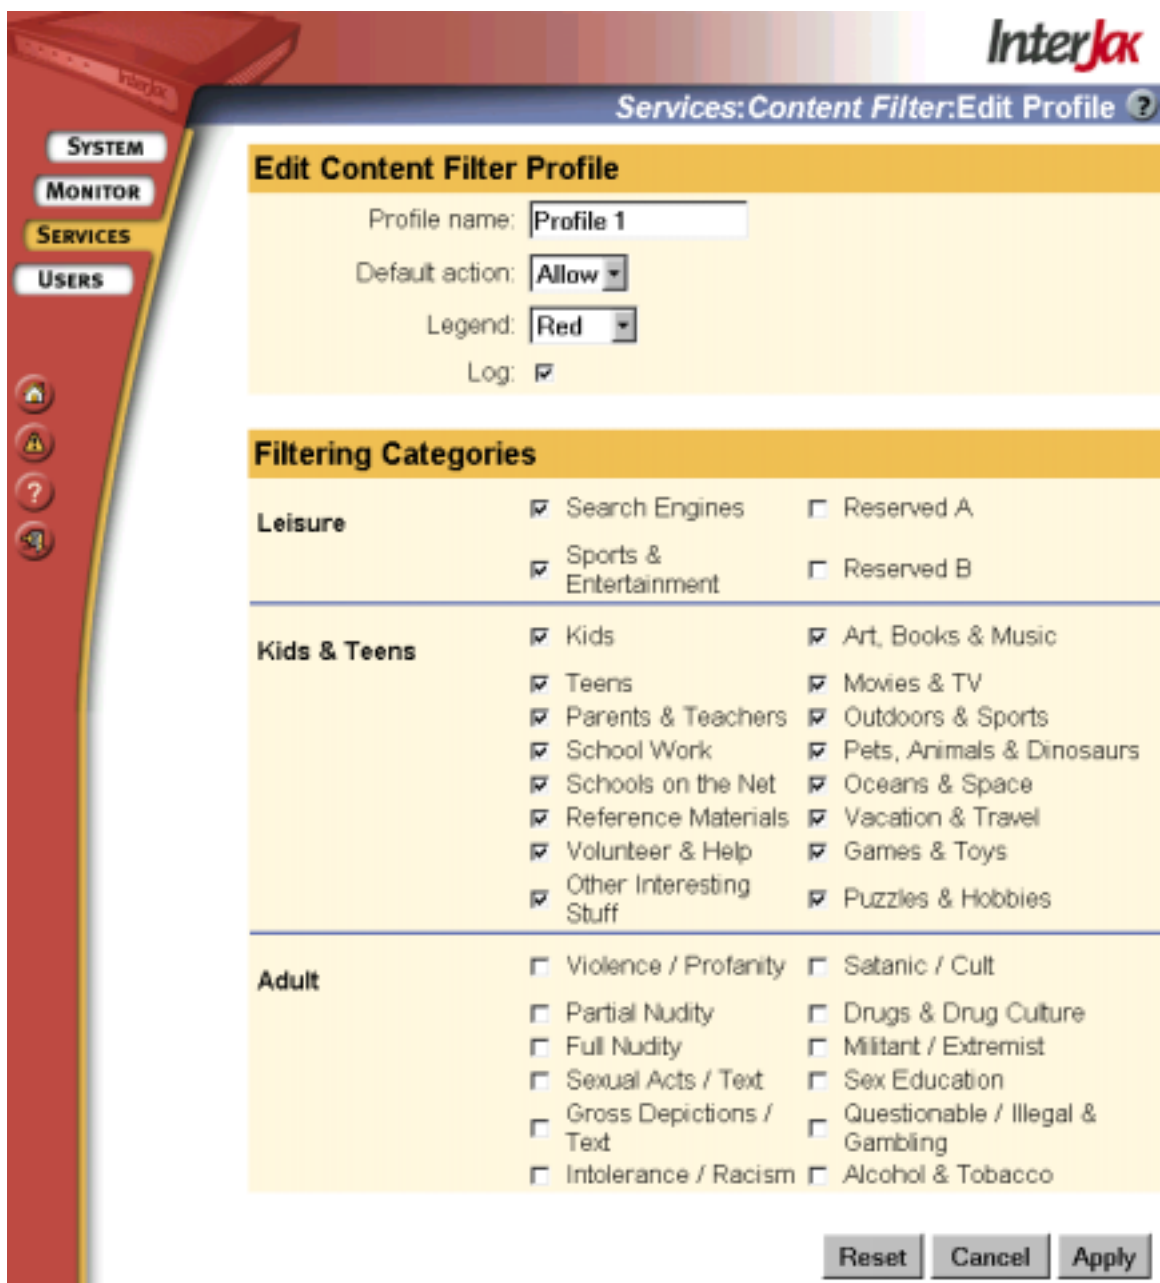 InterJak
InterJak
Services:Content Filter:Edit Profile ?
SYSTEM
MONITOR
SERVICES
USERS
?
Edit Content Filter Profile
Profile name: Profile 1
Default action: Allow
Legend: Red
Log:
Filtering Categories
Leisure
Search Engines Reserved A
Sports &
Entertainment Reserved B
Kids & Teens
Kids Art, Books & Music
Teens Movies & TV
Parents & Teachers Outdoors & Sports
School Work Pets, Animals & Dinosaurs
Schools on the Net Oceans & Space
Reference Materials Vacation & Travel
Volunteer & Help Games & Toys
Other Interesting
Stuff Puzzles & Hobbies
Adult
Violence / Profanity Satanic / Cult
Partial Nudity Drugs & Drug Culture
Full Nudity Militant / Extremist
Sexual Acts / Text Sex Education
Gross Depictions /
Text
Questionable / Illegal &
Gambling
Intolerance / Racism Alcohol & Tobacco
Reset Cancel Apply